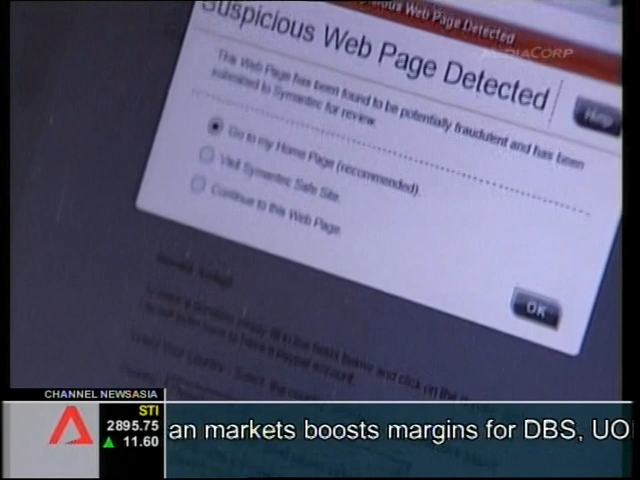 ious Web Page Detected
MEDIACORP
Suspicious Web Page Detected
Help
This Web Page has been found to be potentially fraudulent and has been
submitted to Symantec for review.
Go to my Home Page (recommended).
Visit Symantec Safe Site.
Continue to this Web Page.
OK
CHANNEL NEWSASIA
STI
2895.75
11.60
an markets boosts margins for DBS, UO